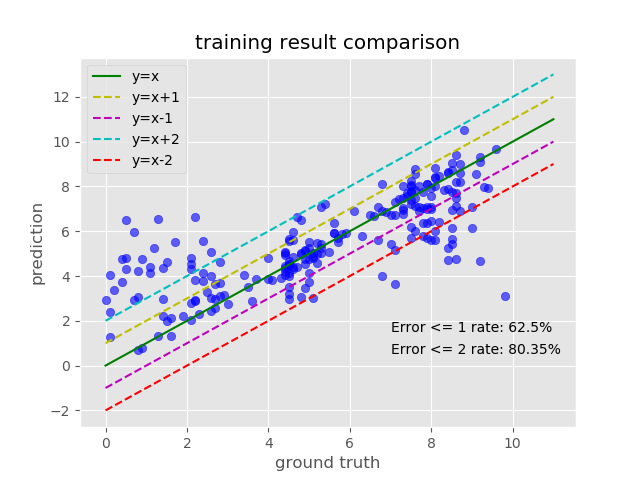 training result comparison
y=x
y=x+1
y=x-1
y=x+2
y=x-2
12
10
8
6
4
2
0
−2
prediction
Error <= 1 rate: 62.5%
Error <= 2 rate: 80.35%
0 2 4 6 8 10
ground truth